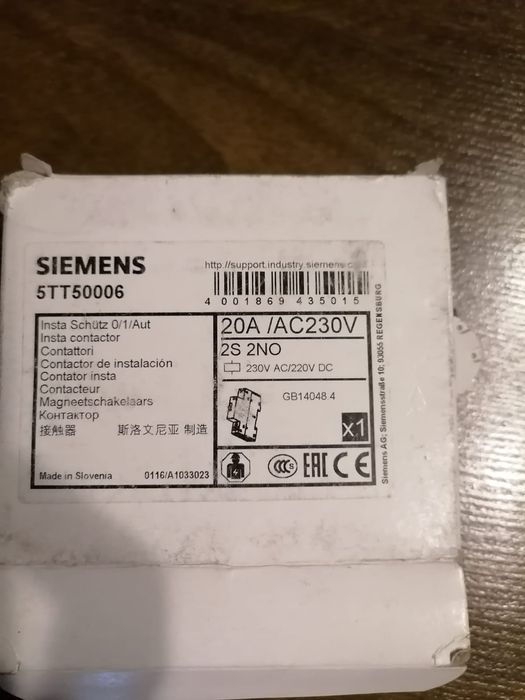 SIEMENS
5TT50006
http://support.industry.siemens.c
4 001869 435015
Insta Schütz 0/1/Aut
Insta contactor
Contattori
Contactor de instalación
Contator insta
Contacteur
Magneetschakelaars
Контактор
接触器 斯洛文尼亚 制造
Made in Slovenia 0116/A1033023
20A /AC230V
2S 2NO
230V AC/220V DC
GB14048 4
x1
CCC S EAC CE
Siemens AG; Siemensstraße 10; 93055 REGENSBURG